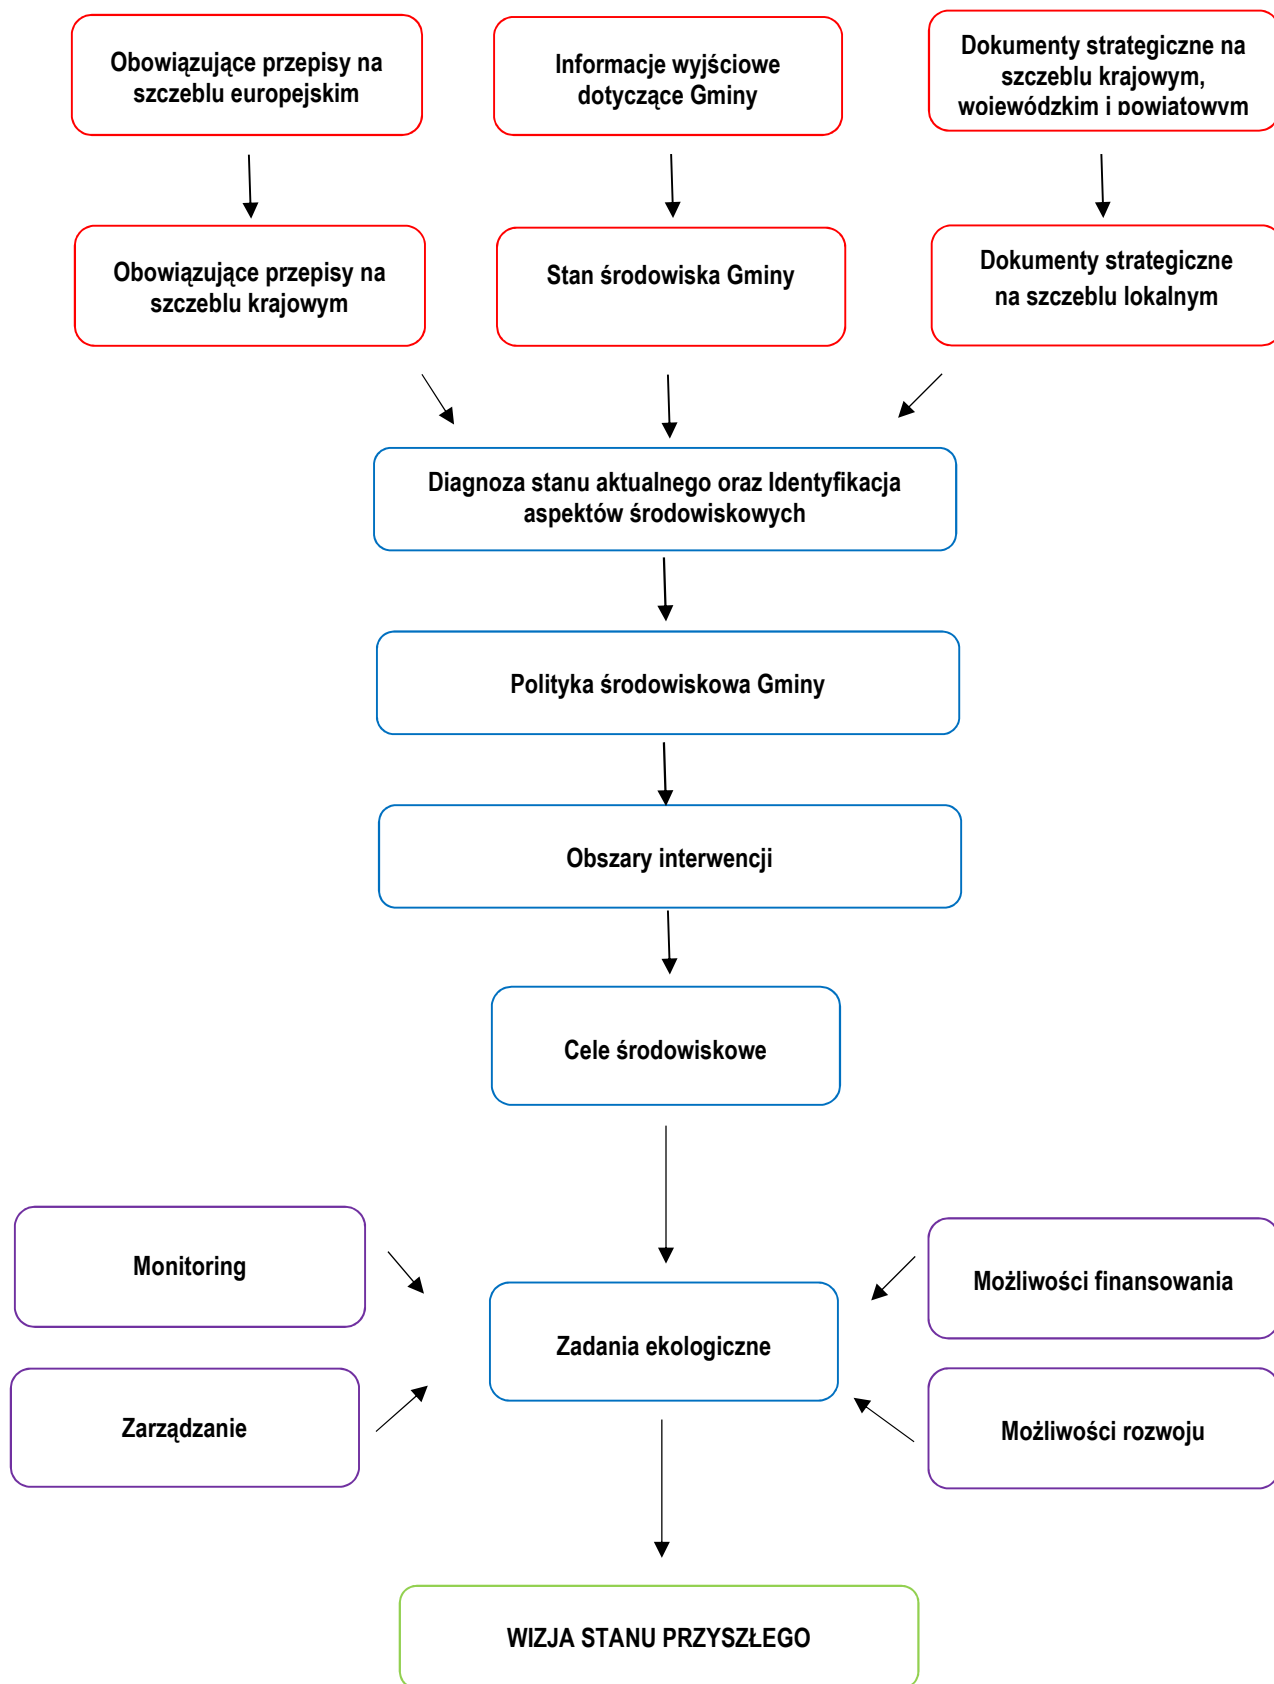 Obowiązujące przepisy na
szczeblu europejskim
Informacje wyjściowe
dotyczące Gminy
Dokumenty strategiczne na
szczeblu krajowym,
wojewódzkim i powiatowym
Obowiązujące przepisy na
szczeblu krajowym
Stan środowiska Gminy
Dokumenty strategiczne
na szczeblu lokalnym
Diagnoza stanu aktualnego oraz Identyfikacja
aspektów środowiskowych
Polityka środowiskowa Gminy
Obszary interwencji
Cele środowiskowe
Monitoring
Możliwości finansowania
Zadania ekologiczne
Zarządzanie
Możliwości rozwoju
WIZJA STANU PRZYSZŁEGO